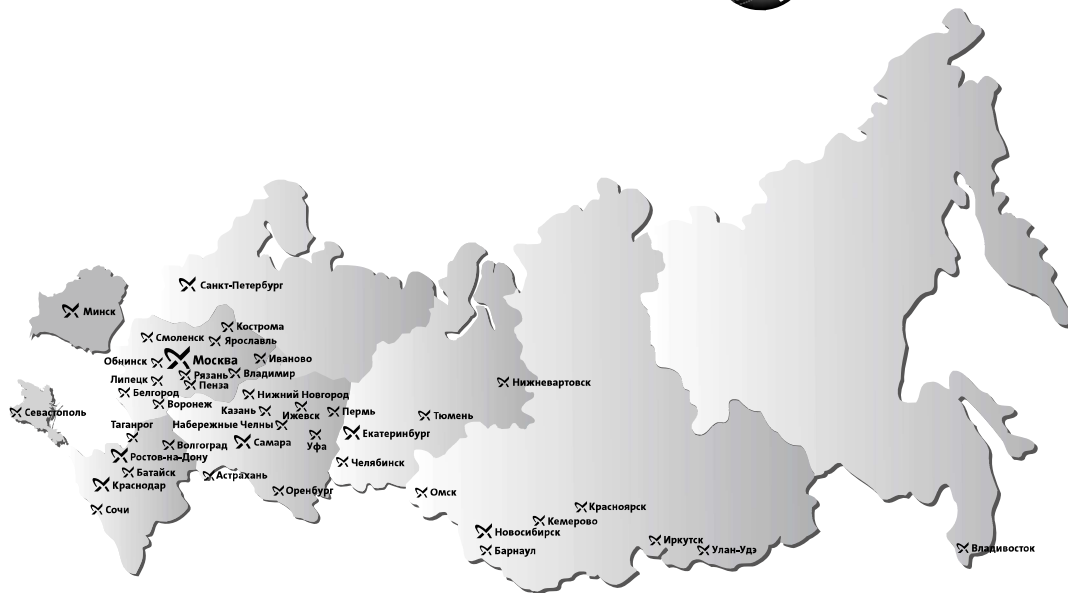 Санкт-Петербург
Минск
Кострома
Смоленск
Ярославль
Обнинск
Москва
Иваново
Рязань
Владимир
Липецк
Пенза
Нижневартовск
Белгород
Нижний Новгород
Воронеж
Казань
Ижевск
Пермь
Севастополь
Тюмень
Таганрог
Набережные Челны
Екатеринбург
Волгоград
Самара
Уфа
Ростов-на-Дону
Челябинск
Батайск
Астрахань
Краснодар
Оренбург
Омск
Сочи
Красноярск
Кемерово
Новосибирск
Иркутск
Барнаул
Улан-Удэ
Владивосток